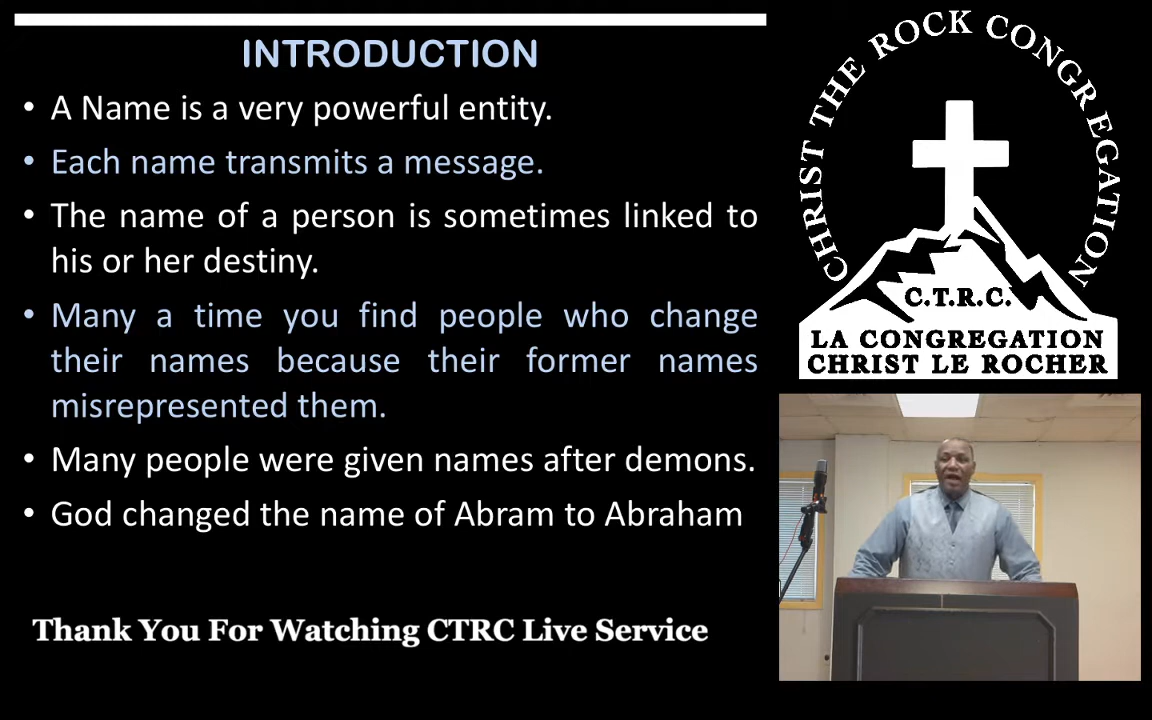 INTRODUCTION
• A Name is a very powerful entity.
• Each name transmits a message.
• The name of a person is sometimes linked to
his or her destiny.
• Many a time you find people who change
their names because their former names
misrepresented them.
• Many people were given names after demons.
• God changed the name of Abram to Abraham
Thank You For Watching CTRC Live Service
CHRIST THE ROCK CONGREGATION
C.T.R.C.
LA CONGREGATION
CHRIST LE ROCHER